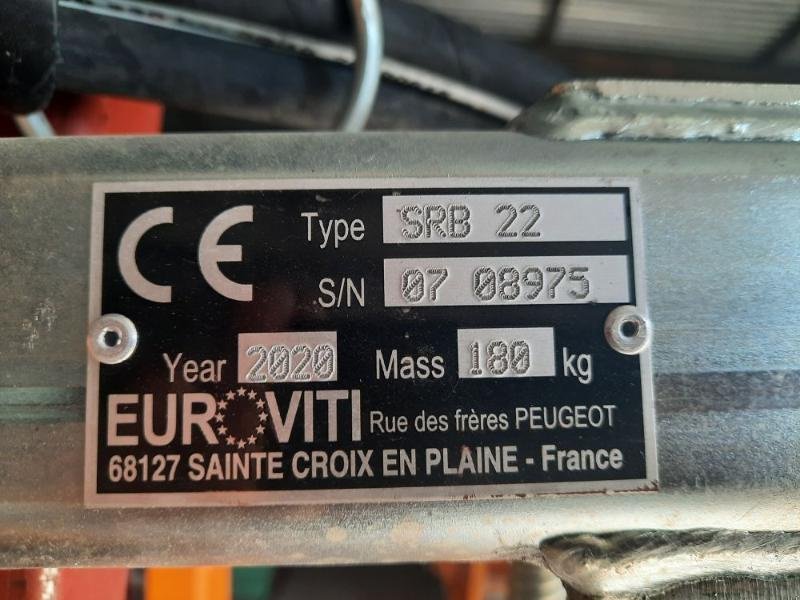 CE
Type SRB 22
S/N 07 08975
Year 2020 Mass 180 kg
EUROVITI Rue des frères PEUGEOT
68127 SAINTE CROIX EN PLAINE - France